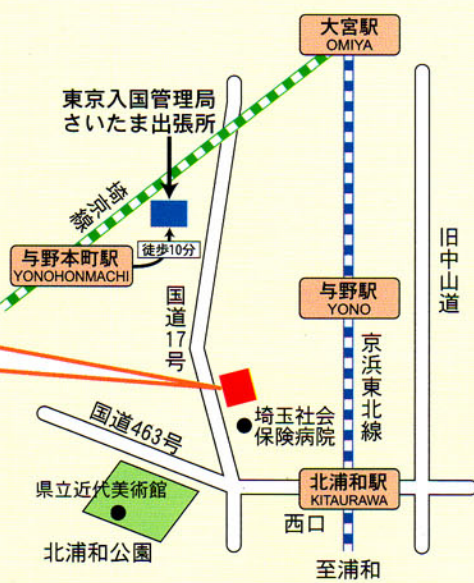 大宮駅
OMIYA
東京入国管理局
さいたま出張所
埼京線
徒歩10分
与野本町駅
YONOHONMACHI
国道17号
与野駅
YONO
旧中山道
京浜東北線
国道463号
埼玉社会
保険病院
県立近代美術館
北浦和駅
KITAURAWA
西口
北浦和公園
至浦和